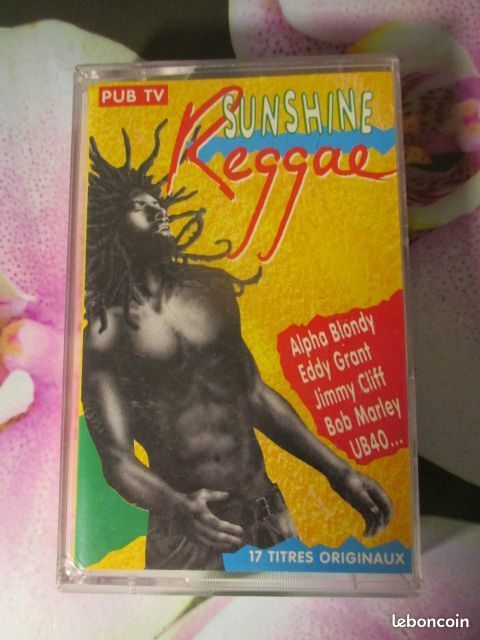 PUB TV
SUNSHINE
Reggae
Alpha Blondy
Eddy Grant
Jimmy Cliff
Bob Marley
UB40...
17 TITRES ORIGINAUX
leboncoin